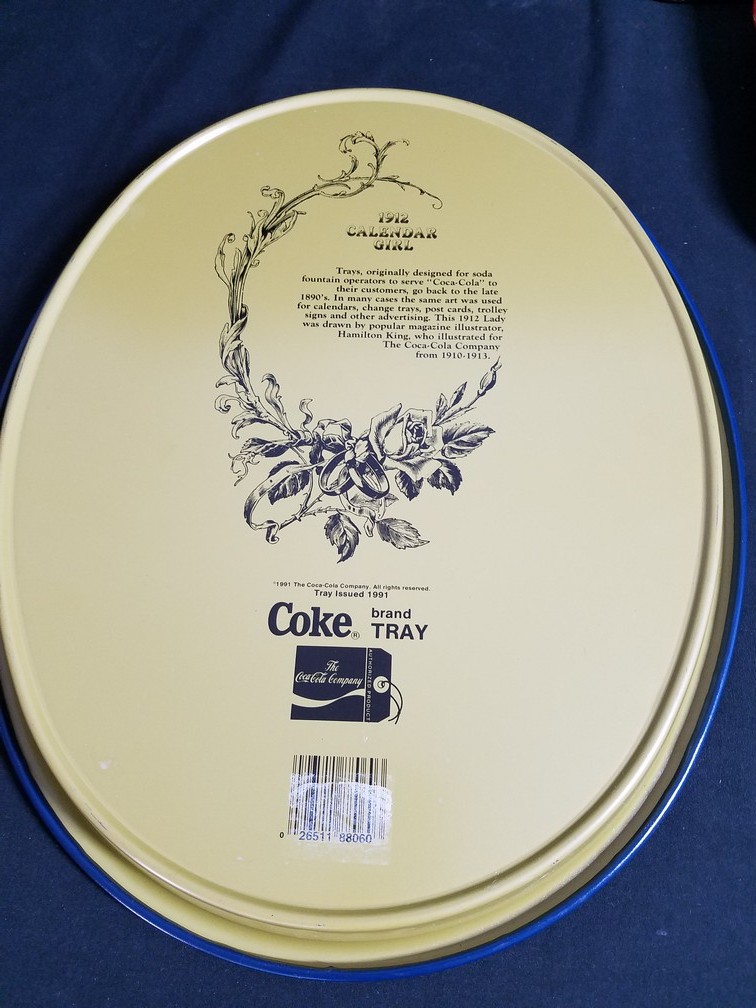 1912
CALENDAR
GIRL
Trays, originally designed for soda
fountain operators to serve "Coca-Cola" to
their customers, go back to the late
1890's. In many cases the same art was used
for calendars, change trays, post cards, trolley
signs and other advertising. This 1912 Lady
was drawn by popular magazine illustrator,
Hamilton King, who illustrated for
The Coca-Cola Company
from 1910-1913.
©1991 The Coca-Cola Company. All rights reserved.
Tray Issued 1991
Coke® brand TRAY
The
Coca-Cola Company
AUTHORIZED PRODUCT
0 26511 88060